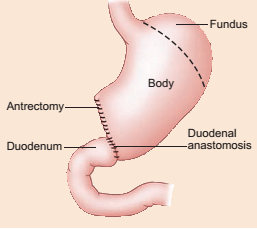 Fundus
Body
Antrectomy
Duodenal
anastomosis
Duodenum